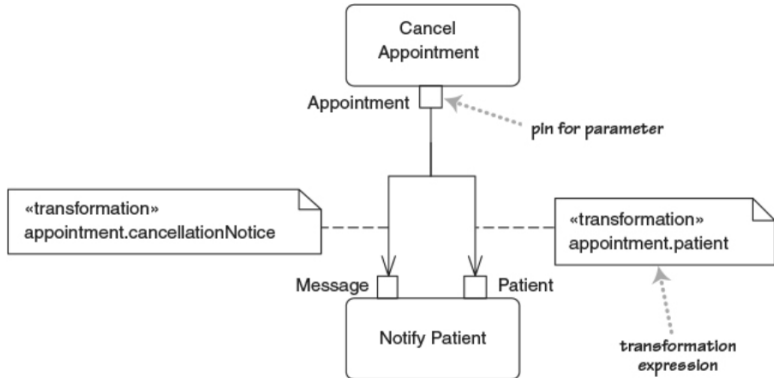 Cancel
Appointment
Appointment
pin for parameter
«transformation»
appointment.cancellationNotice
«transformation»
appointment.patient
Message
Patient
Notify Patient
transformation
expression